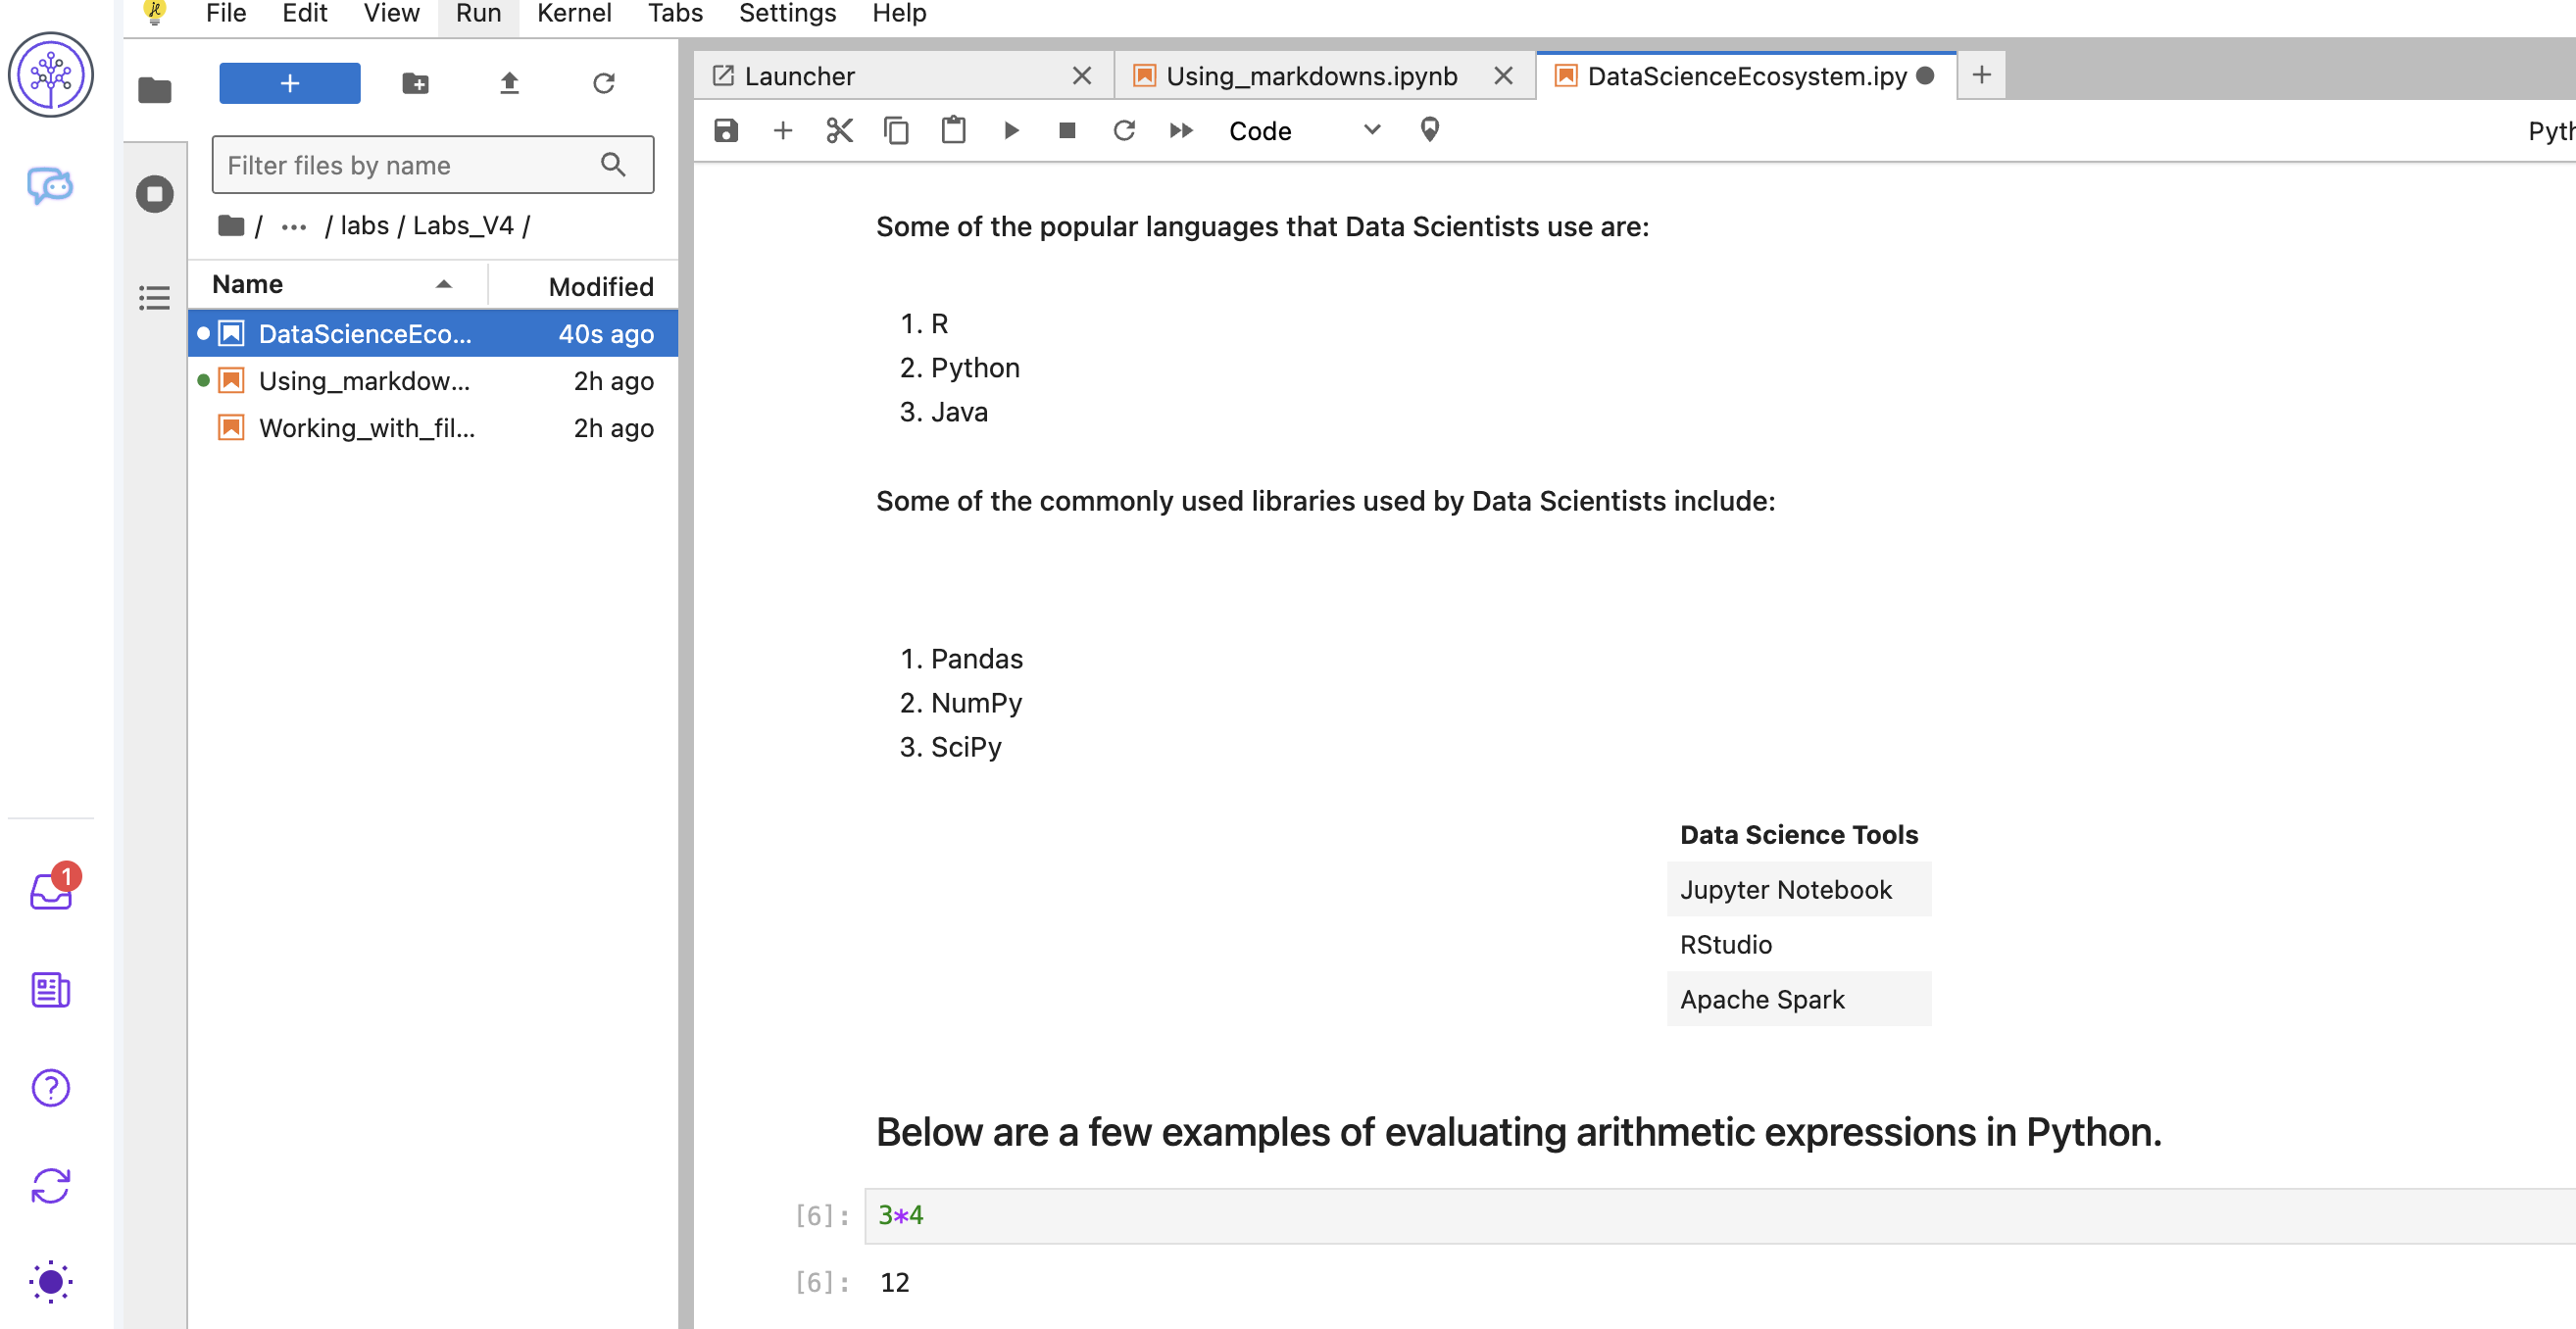 File Edit View Run Kernel Tabs Settings Help
Launcher
Using_markdowns.ipynb
DataScienceEcosystem.ipy
Code
Pyth
Filter files by name
/ ... / labs / Labs_V4 /
Name Modified
DataScienceEco... 40s ago
Using_markdow... 2h ago
Working_with_fil... 2h ago
1
Some of the popular languages that Data Scientists use are:
1. R
2. Python
3. Java
Some of the commonly used libraries used by Data Scientists include:
1. Pandas
2. NumPy
3. SciPy
Data Science Tools
Jupyter Notebook
RStudio
Apache Spark
Below are a few examples of evaluating arithmetic expressions in Python.
[6]: 3*4
[6]: 12